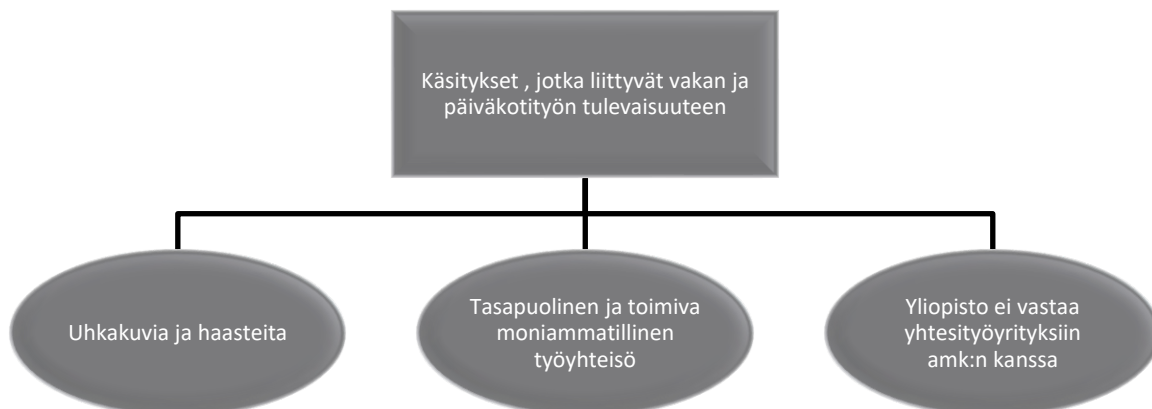 Käsitykset , jotka liittyvät vakan ja
päiväkotityön tulevaisuuteen
Uhkakuvia ja haasteita
Tasapuolinen ja toimiva
moniammatillinen
työyhteisö
Yliopisto ei vastaa
yhtesityöyrityksiin
amk:n kanssa